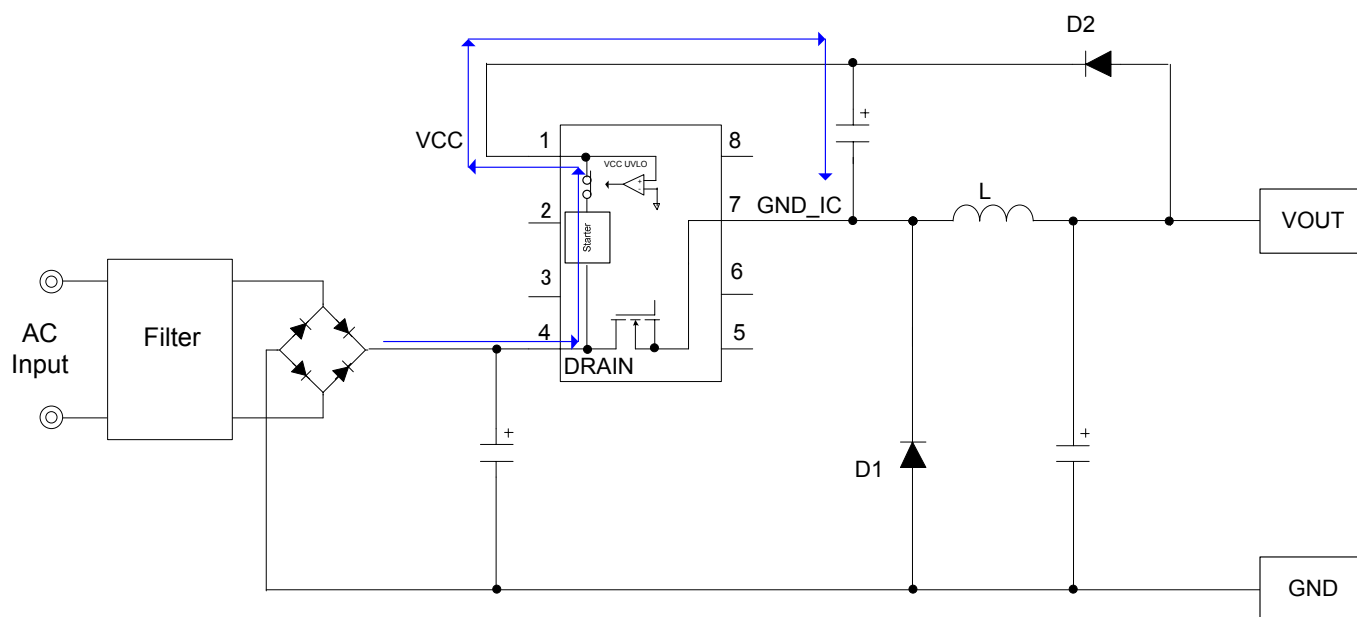 D2
VCC
1
8
VCC UVLO
+
2
7
GND_IC
L
VOUT
Starter
+
-
3
6
AC
Input
Filter
4
5
DRAIN
+
+
D1
GND